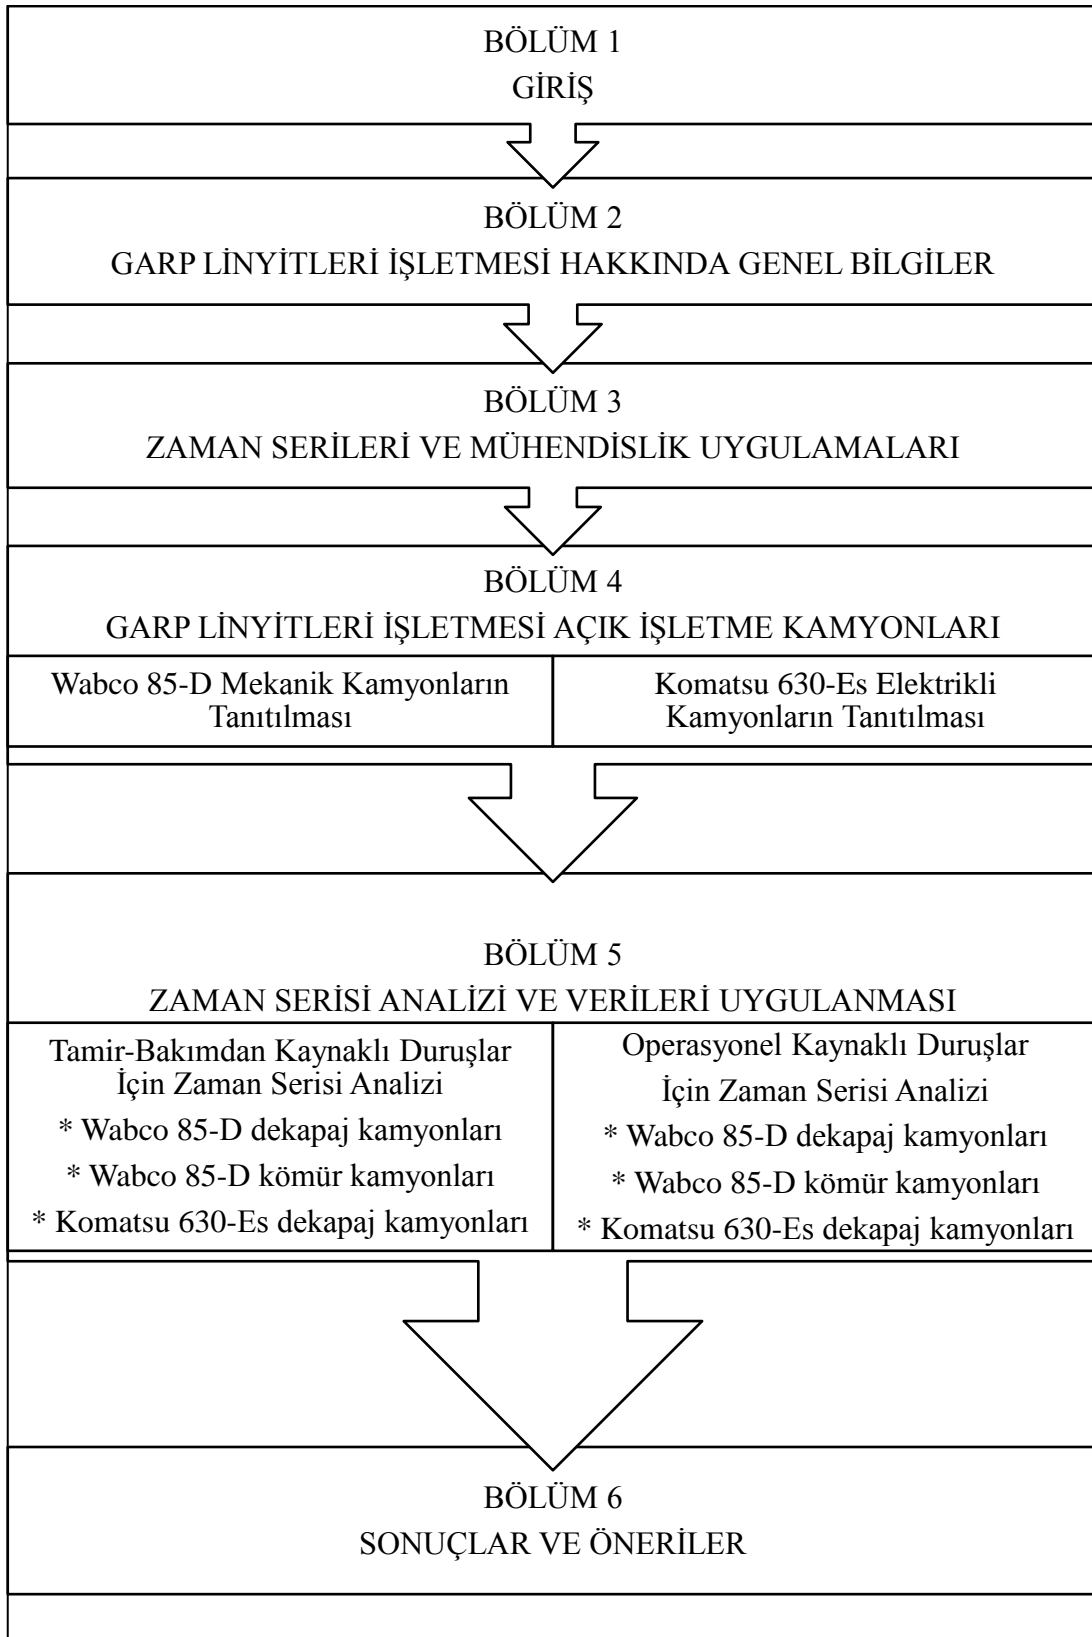 BÖLÜM 1
GİRİŞ
BÖLÜM 2
GARP LİNYİTLERİ İŞLETMESİ HAKKINDA GENEL BİLGİLER
BÖLÜM 3
ZAMAN SERİLERİ VE MÜHENDİSLİK UYGULAMALARI
BÖLÜM 4
GARP LİNYİTLERİ İŞLETMESİ AÇIK İŞLETME KAMYONLARI
Wabco 85-D Mekanik Kamyonların
Tanıtılması
Komatsu 630-Es Elektrikli
Kamyonların Tanıtılması
BÖLÜM 5
ZAMAN SERİSİ ANALİZİ VE VERİLERİ UYGULANMASI
Tamir-Bakımdan Kaynaklı Duruşlar
İçin Zaman Serisi Analizi
* Wabco 85-D dekapaj kamyonları
* Wabco 85-D kömür kamyonları
* Komatsu 630-Es dekapaj kamyonları
Operasyonel Kaynaklı Duruşlar
İçin Zaman Serisi Analizi
* Wabco 85-D dekapaj kamyonları
* Wabco 85-D kömür kamyonları
* Komatsu 630-Es dekapaj kamyonları
BÖLÜM 6
SONUÇLAR VE ÖNERİLER